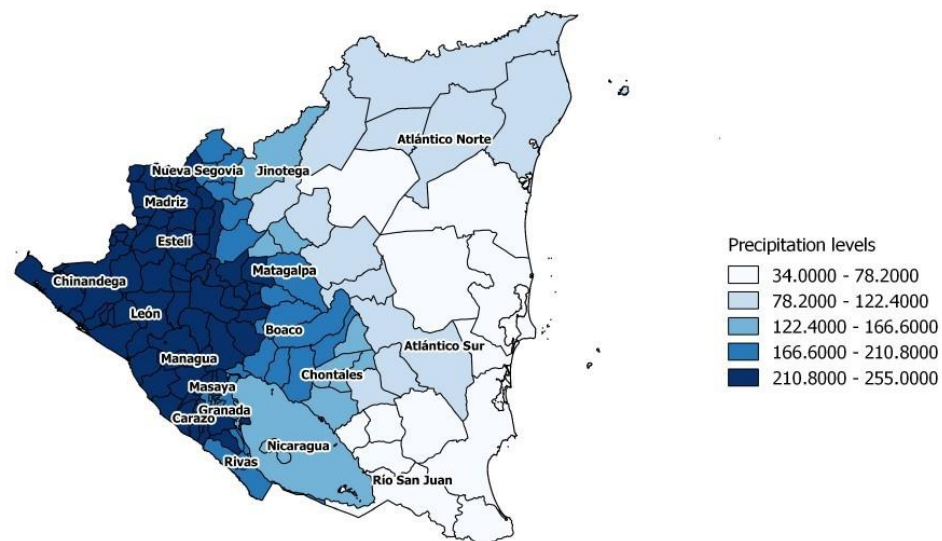 Atlántico Norte
Nueva Segovia
Jinotega
Madriz
Estelí
Matagalpa
Chinandega
León
Boaco
Atlántico Sur
Managua
Chontales
Masaya
Granada
Carazo
Nicaragua
Rivas
Río San Juan
Precipitation levels
34.0000 - 78.2000
78.2000 - 122.4000
122.4000 - 166.6000
166.6000 - 210.8000
210.8000 - 255.0000